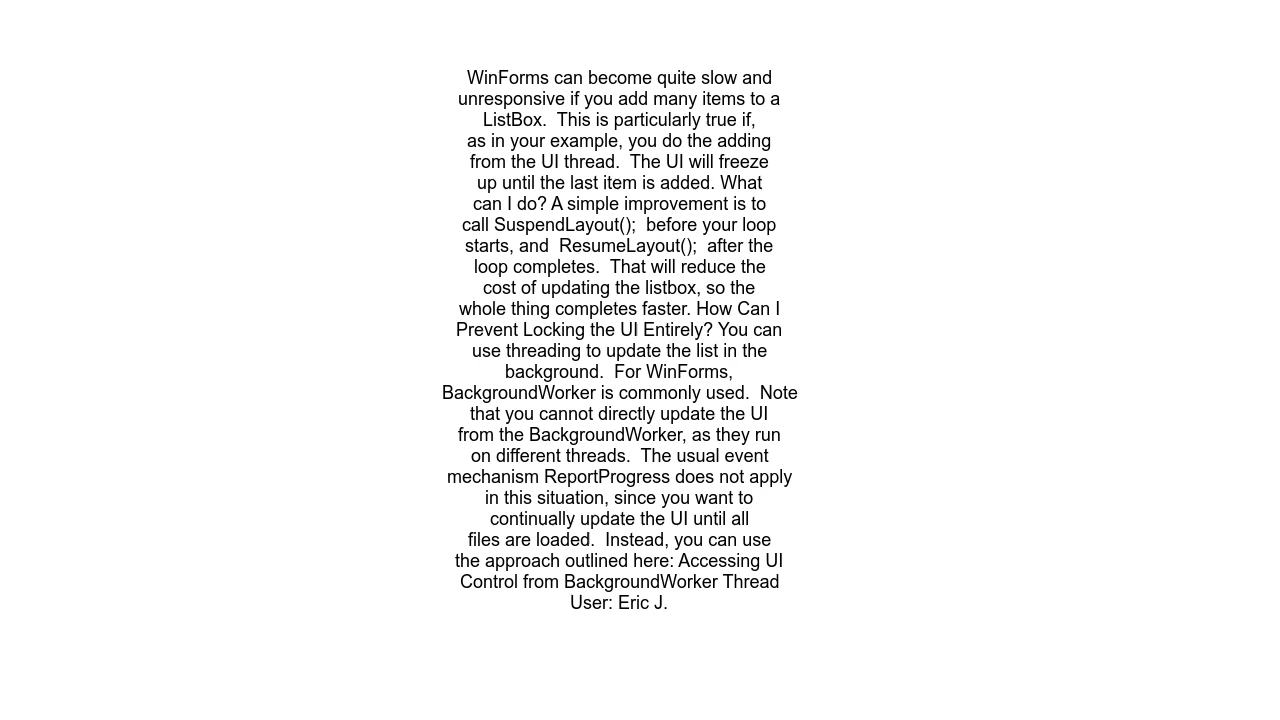 WinForms can become quite slow and
unresponsive if you add many items to a
ListBox.  This is particularly true if,
as in your example, you do the adding
from the UI thread.  The UI will freeze
up until the last item is added. What
can I do? A simple improvement is to
call SuspendLayout();  before your loop
starts, and  ResumeLayout();  after the
loop completes.  That will reduce the
cost of updating the listbox, so the
whole thing completes faster. How Can I
Prevent Locking the UI Entirely? You can
use threading to update the list in the
background.  For WinForms,
BackgroundWorker is commonly used.  Note
that you cannot directly update the UI
from the BackgroundWorker, as they run
on different threads.  The usual event
mechanism ReportProgress does not apply
in this situation, since you want to
continually update the UI until all
files are loaded.  Instead, you can use
the approach outlined here: Accessing UI
Control from BackgroundWorker Thread
User: Eric J.